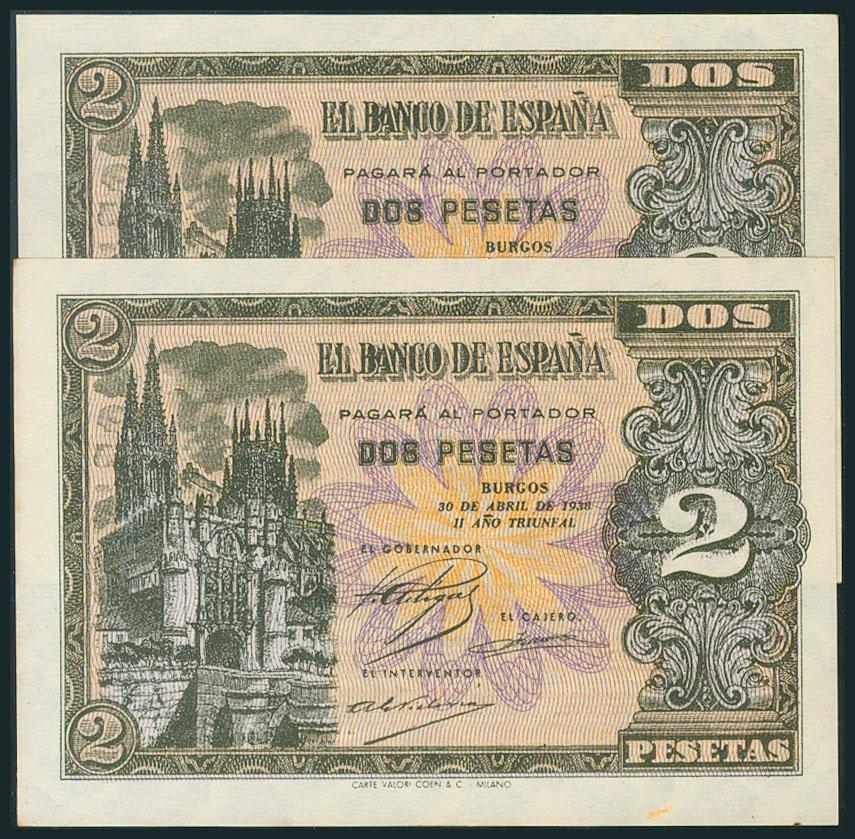 2
DOS
EL BANCO DE ESPAÑA
PAGARÁ AL PORTADOR
DOS PESETAS
BURGOS
2
DOS
EL BANCO DE ESPAÑA
PAGARÁ AL PORTADOR
DOS PESETAS
BURGOS
30 DE ABRIL DE 1938
II AÑO TRIUNFAL
2
EL GOBERNADOR
EL CAJERO.
EL INTERVENTOR
2
PESETAS
CARTE VALORI COEN & C - MILANO